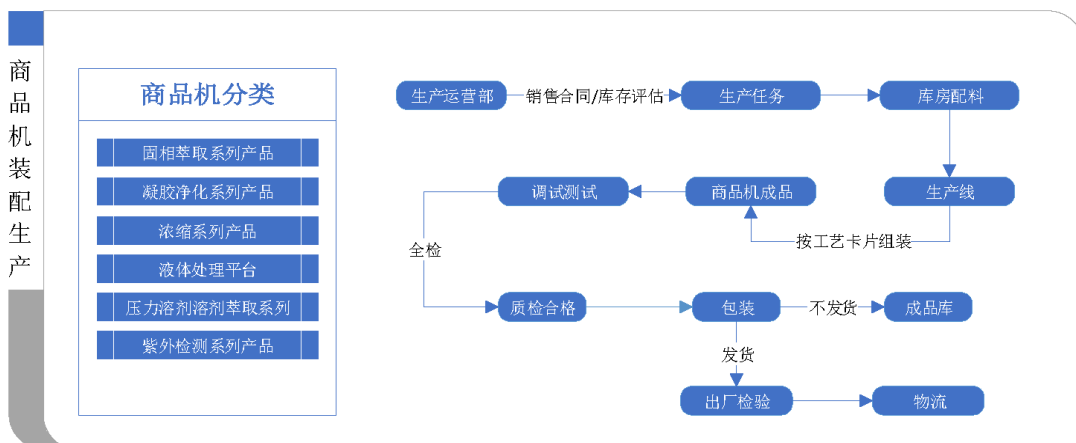 商品机装配生产
商品机分类
固相萃取系列产品
凝胶净化系列产品
浓缩系列产品
液体处理平台
压力溶剂溶剂萃取系列
紫外检测系列产品
生产运营部
销售合同/库存评估
生产任务
库房配料
生产线
按工艺卡片组装
商品机成品
调试测试
全检
质检合格
包装
不发货
成品库
发货
出厂检验
物流